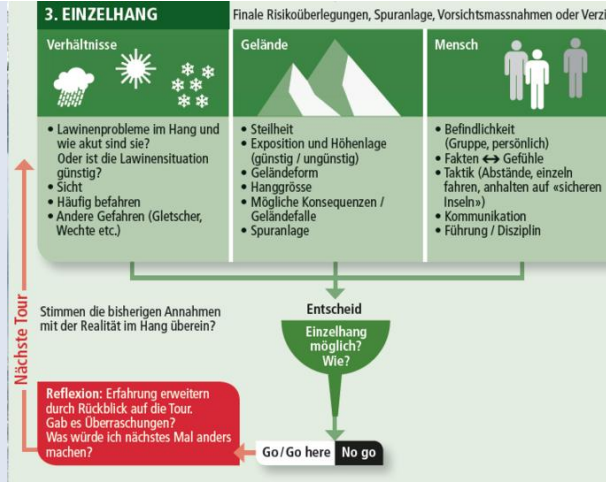 3. EINZELHANG
Finale Risikoüberlegungen, Spuranlage, Vorsichtsmassnahmen oder Verzi
Verhältnisse
• Lawinenprobleme im Hang und
wie akut sind sie?
Oder ist die Lawinensituation
günstig?
• Sicht
• Häufig befahren
• Andere Gefahren (Gletscher,
Wechte etc.)
Gelände
• Steilheit
• Exposition und Höhenlage
(günstig / ungünstig)
• Geländeform
• Hanggrösse
• Mögliche Konsequenzen /
Geländefalle
• Spuranlage
Mensch
• Befindlichkeit
(Gruppe, persönlich)
• Fakten ↔ Gefühle
• Taktik (Abstände, einzeln
fahren, anhalten auf «sicheren
Inseln»)
• Kommunikation
• Führung / Disziplin
Nächste Tour
Stimmen die bisherigen Annahmen
mit der Realität im Hang überein?
Entscheid
Einzelhang
möglich?
Wie?
Reflexion: Erfahrung erweitern
durch Rückblick auf die Tour.
Gab es Überraschungen?
Was würde ich nächstes Mal anders
machen?
Go / Go here No go